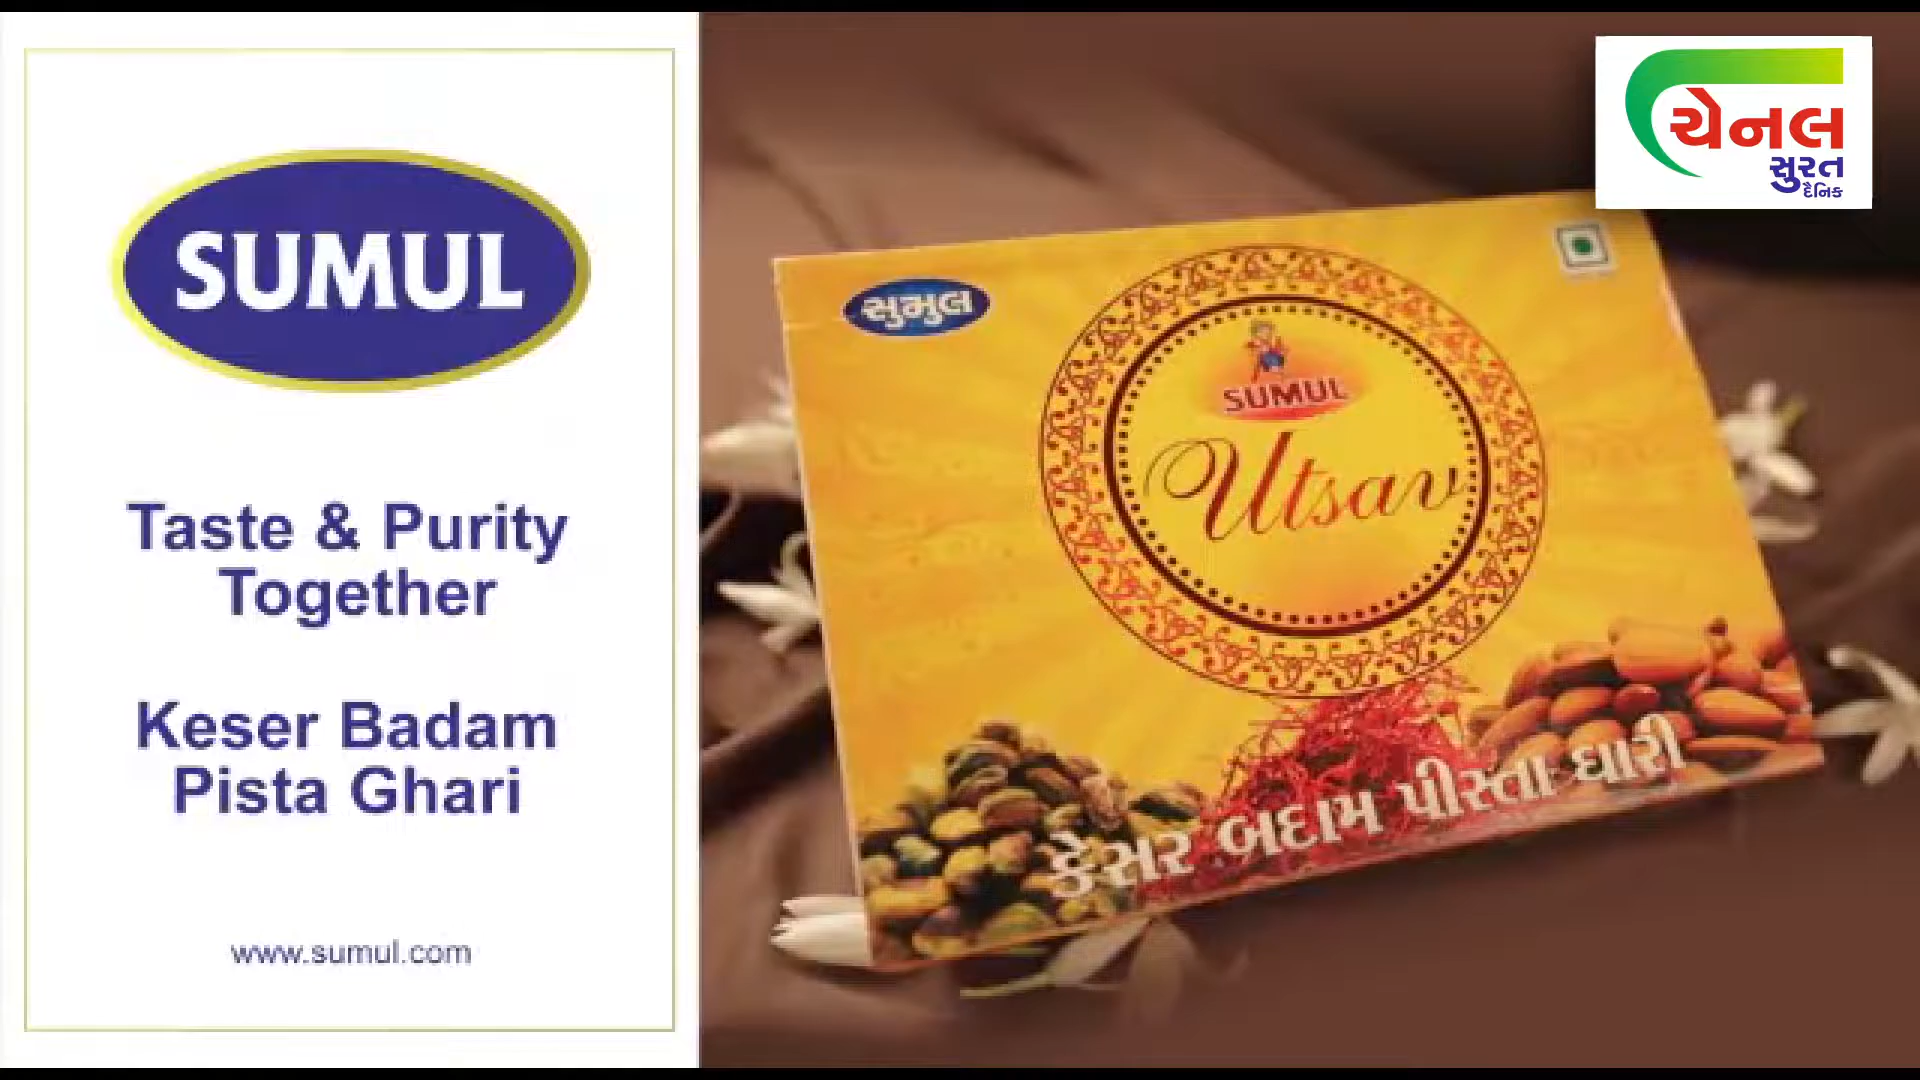 SUMUL
Taste & Purity
Together
Keser Badam
Pista Ghari
www.sumul.com
ચેનલ
સુરત
દૈનિક
સુમુલ
SUMUL
Utsav
કેસર બદામ પીસ્તા ઘારી